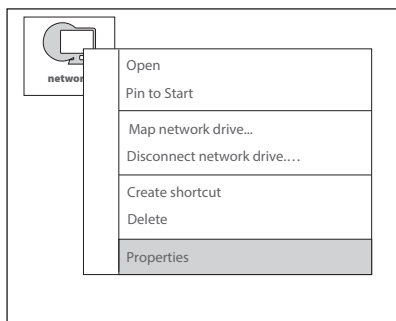 networ
Open
Pin to Start
Map network drive...
Disconnect network drive....
Create shortcut
Delete
Properties